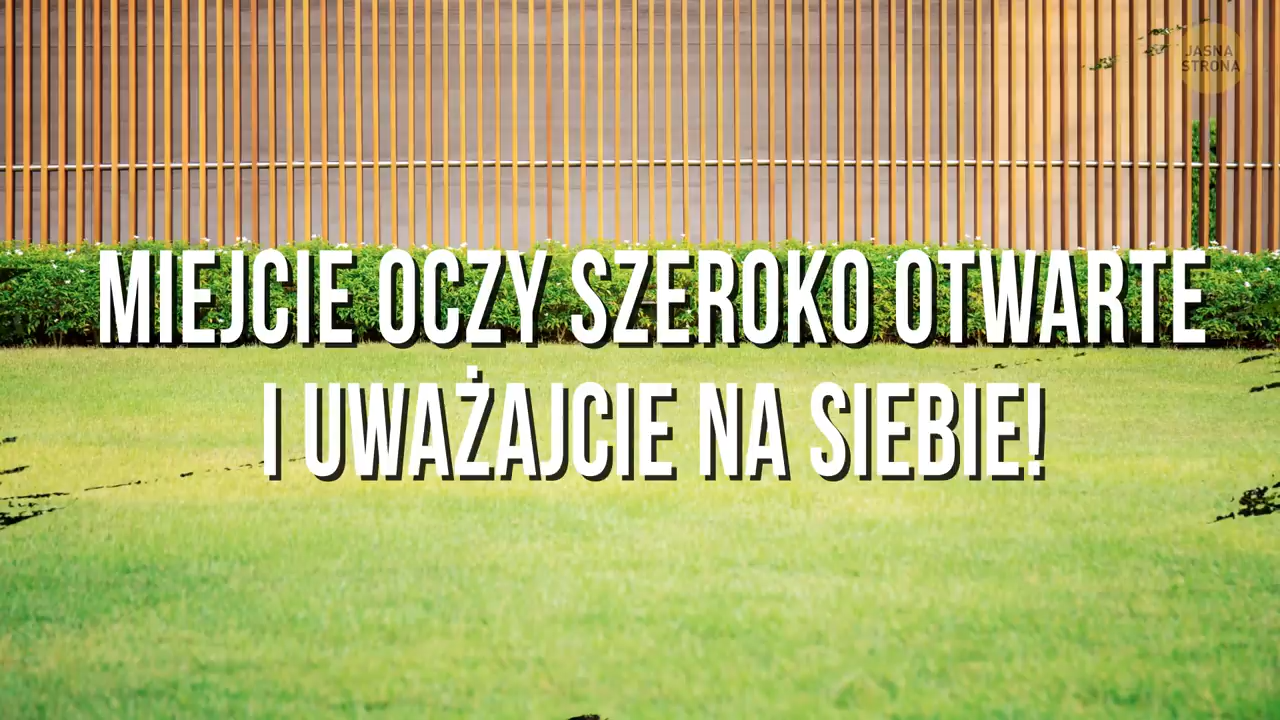 JASNA
STRONA
MIEJCIE OCZY SZEROKO OTWARTE
I UWAŻAJCIE NA SIEBIE!